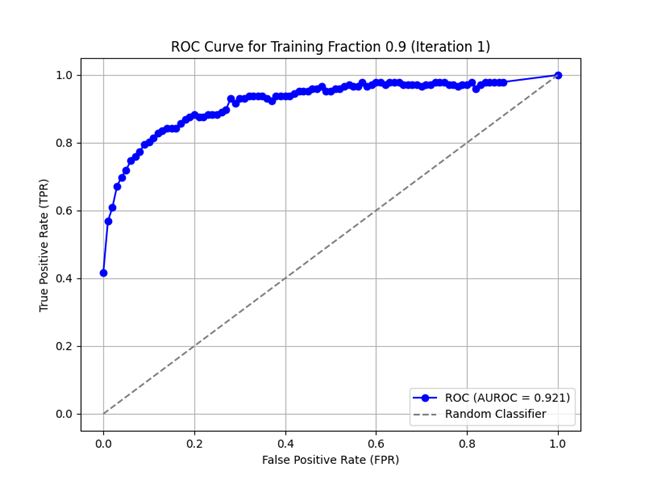 ROC Curve for Training Fraction 0.9 (Iteration 1)
1.0
0.8
0.6
0.4
0.2
0.0
True Positive Rate (TPR)
ROC (AUROC = 0.921)
Random Classifier
0.0 0.2 0.4 0.6 0.8 1.0
False Positive Rate (FPR)